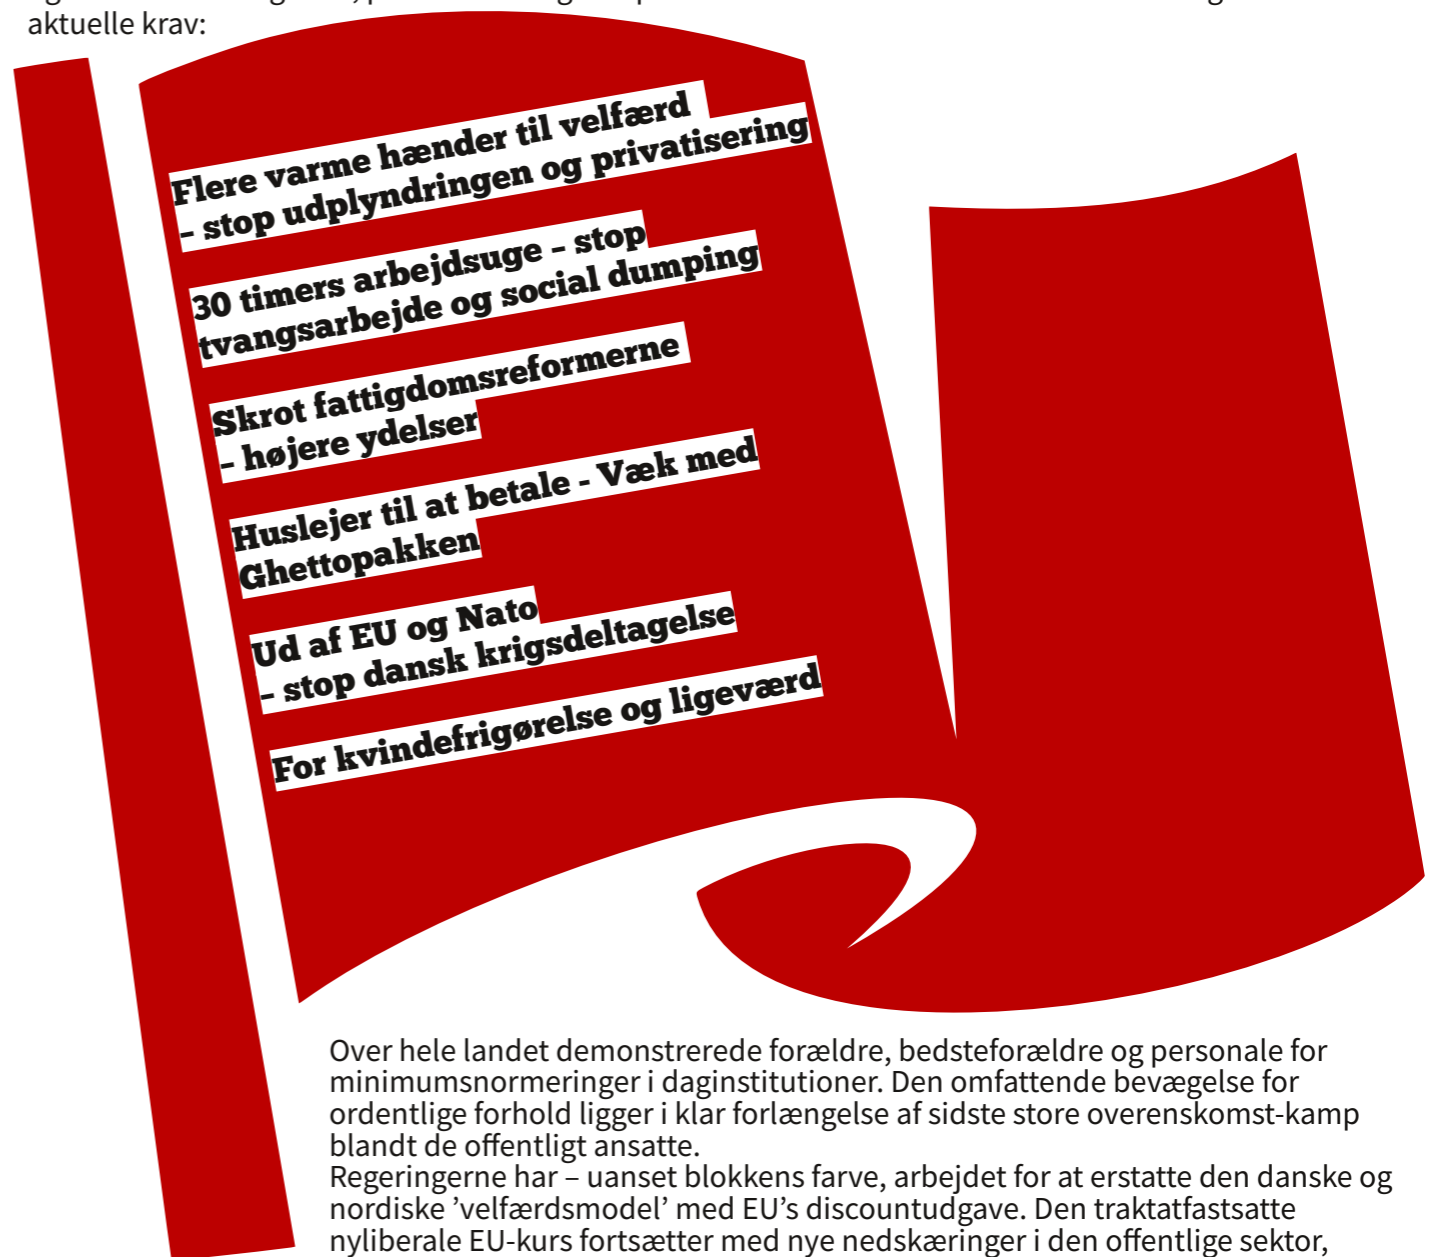 aktuelle krav:
Flere varme hænder til velfærd
– stop udplyndringen og privatisering
30 timers arbejdsuge – stop
tvangsarbejde og social dumping
Skrot fattigdomsreformerne
– højere ydelser
Huslejer til at betale - Væk med
Ghettopakken
Ud af EU og Nato
– stop dansk krigsdeltagelse
For kvindefrigørelse og ligeværd
Over hele landet demonstrerede forældre, bedsteforældre og personale for
minimumsnormeringer i daginstitutioner. Den omfattende bevægelse for
ordentlige forhold ligger i klar forlængelse af sidste store overenskomst-kamp
blandt de offentligt ansatte.
Regeringerne har – uanset blokkens farve, arbejdet for at erstatte den danske og
nordiske ’velfærdsmodel’ med EU’s discountudgave. Den traktatfastsatte
nyliberale EU-kurs fortsætter med nye nedskæringer i den offentlige sektor,